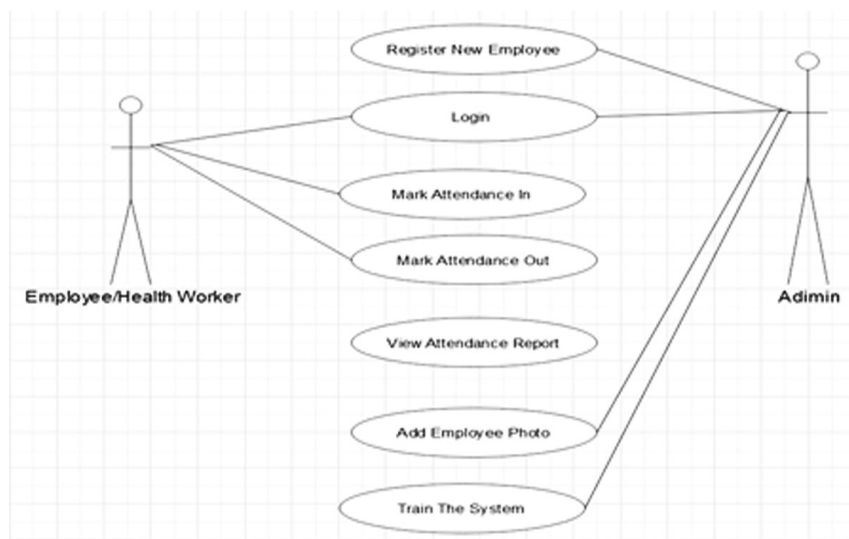 Register New Employee
Login
Mark Attendance In
Mark Attendance Out
Employee/Health Worker
Adimin
View Attendance Report
Add Employee Photo
Train The System